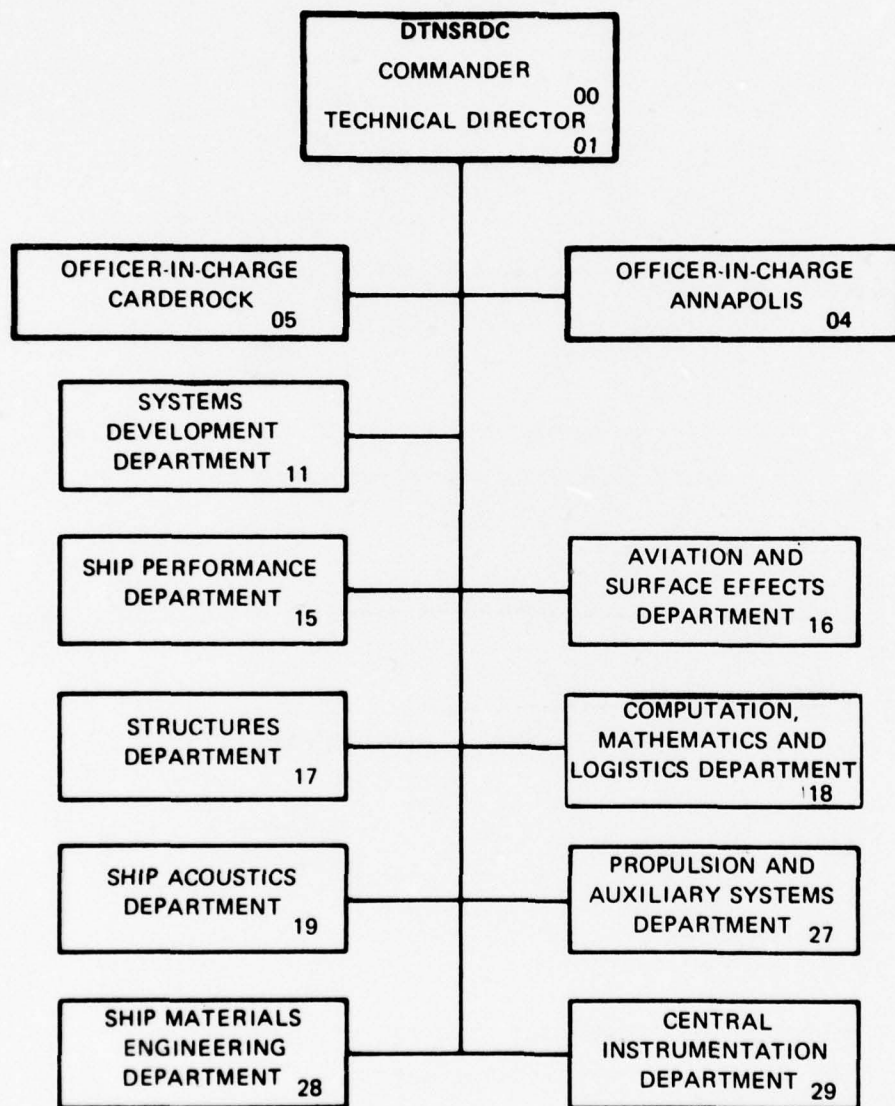 DTNSRDC
COMMANDER
00
TECHNICAL DIRECTOR
01
OFFICER-IN-CHARGE
CARDEROCK
05
OFFICER-IN-CHARGE
ANNAPOLIS
04
SYSTEMS
DEVELOPMENT
DEPARTMENT
11
SHIP PERFORMANCE
DEPARTMENT
15
AVIATION AND
SURFACE EFFECTS
DEPARTMENT
16
STRUCTURES
DEPARTMENT
17
COMPUTATION,
MATHEMATICS AND
LOGISTICS DEPARTMENT
18
SHIP ACOUSTICS
DEPARTMENT
19
PROPULSION AND
AUXILIARY SYSTEMS
DEPARTMENT
27
SHIP MATERIALS
ENGINEERING
DEPARTMENT
28
CENTRAL
INSTRUMENTATION
DEPARTMENT
29